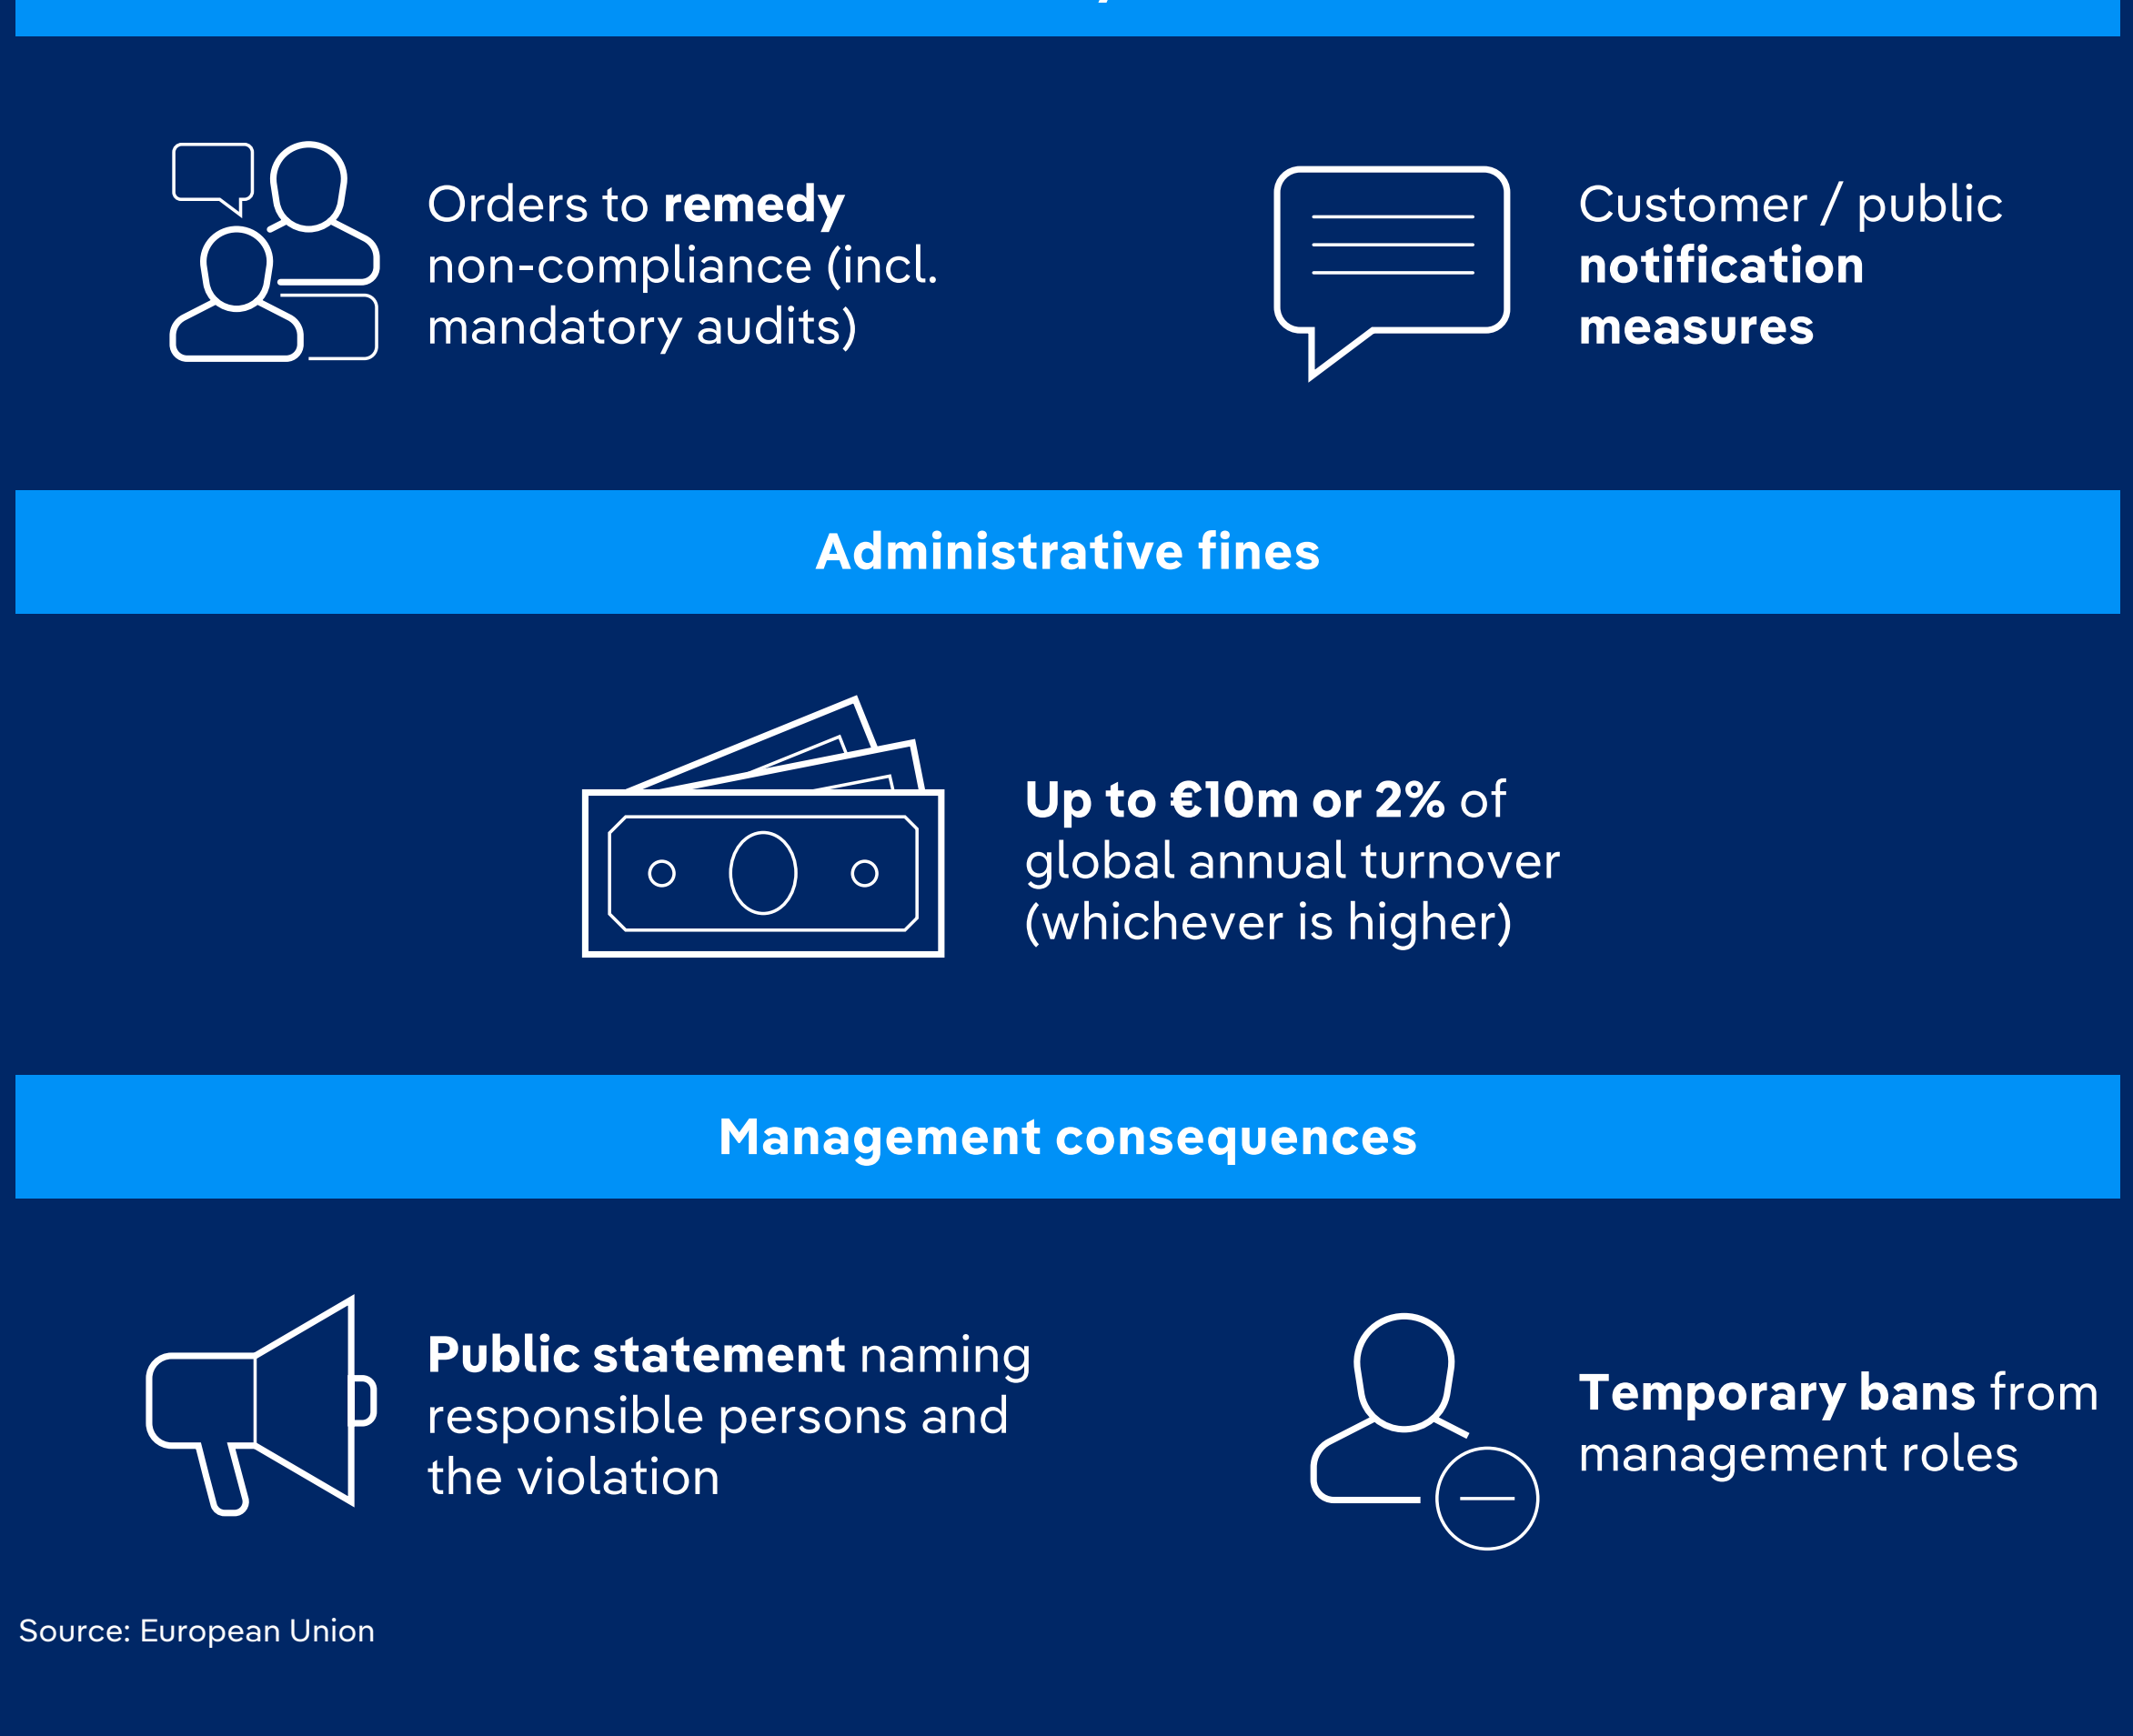 Orders to remedy
non-compliance (incl.
mandatory audits)
Customer / public
notification
measures
Administrative fines
Up to €10m or 2% of
global annual turnover
(whichever is higher)
Management consequences
Public statement naming
responsible persons and
the violation
Temporary bans from
management roles
Source: European Union